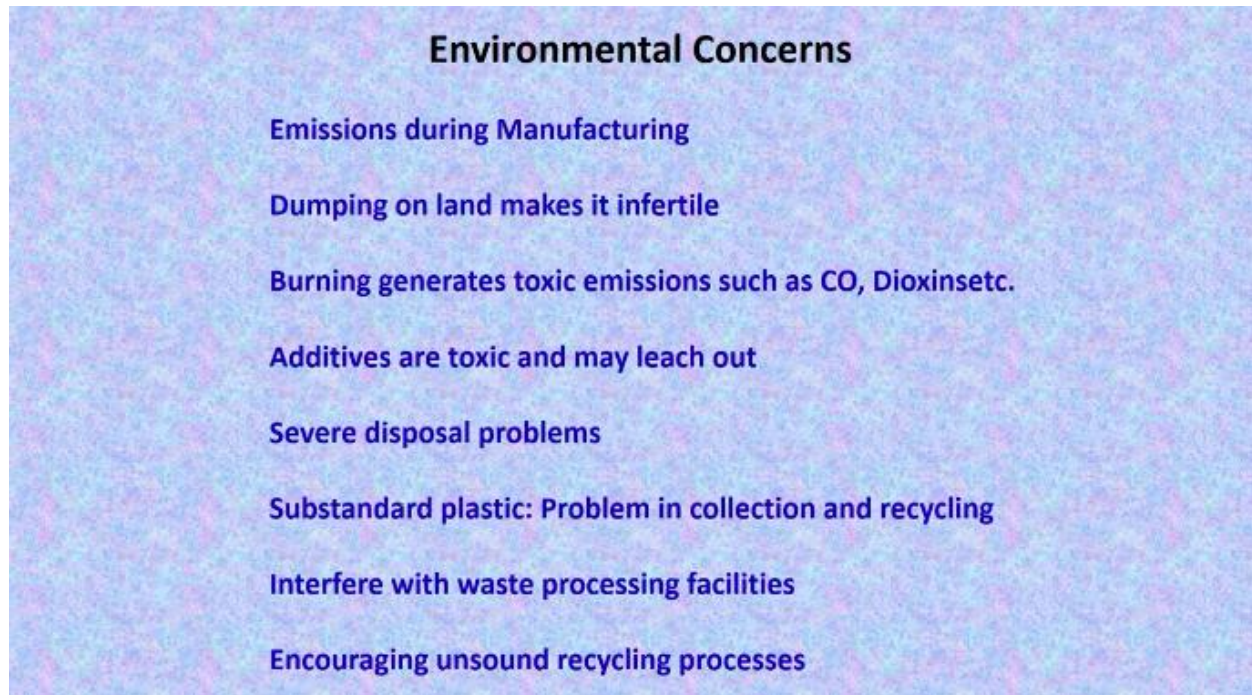 Environmental Concerns
Emissions during Manufacturing
Dumping on land makes it infertile
Burning generates toxic emissions such as CO, Dioxinsetc.
Additives are toxic and may leach out
Severe disposal problems
Substandard plastic: Problem in collection and recycling
Interfere with waste processing facilities
Encouraging unsound recycling processes